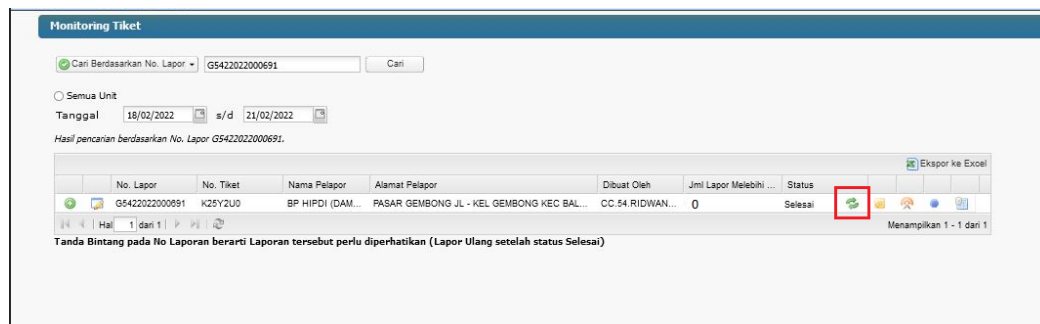 Monitoring Tiket
Cari Berdasarkan No. Lapor G5422022000691 Cari
Semua Unit
Tanggal 18/02/2022 s/d 21/02/2022
Hasil pencarian berdasarkan No. Lapor G5422022000691.
Ekspor ke Excel
No. Lapor No. Tiket Nama Pelapor Alamat Pelapor Dibuat Oleh Jml Lapor Melebihi ... Status
G5422022000691 K25Y2U0 BP HIPDI (DAM... PASAR GEMBONG JL - KEL GEMBONG KEC BAL... CC.54.RIDWAN... 0 Selesai
Hal 1 dari 1 Menampilkan 1 - 1 dari 1
Tanda Bintang pada No Laporan berarti Laporan tersebut perlu diperhatikan (Lapor Ulang setelah status Selesai)